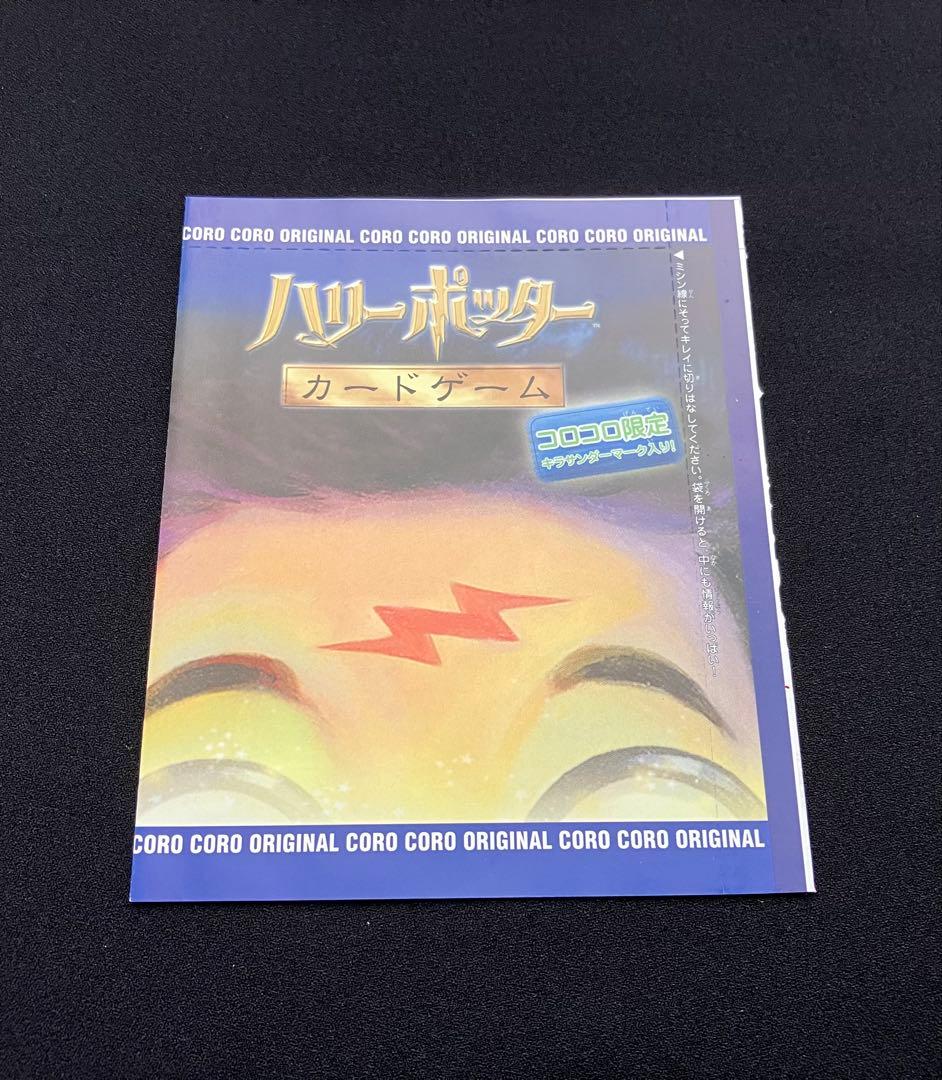 CORO CORO ORIGINAL CORO CORO ORIGINAL CORO CORO ORIGINAL
ハリーポッター™
カードゲーム
コロコロ限定
キラサンダーマーク入り!
◀ミシン線にそってキレイに切りはなしてください。袋を開けると、中にも情報がいっぱい!
CORO CORO ORIGINAL CORO CORO ORIGINAL CORO CORO ORIGINAL